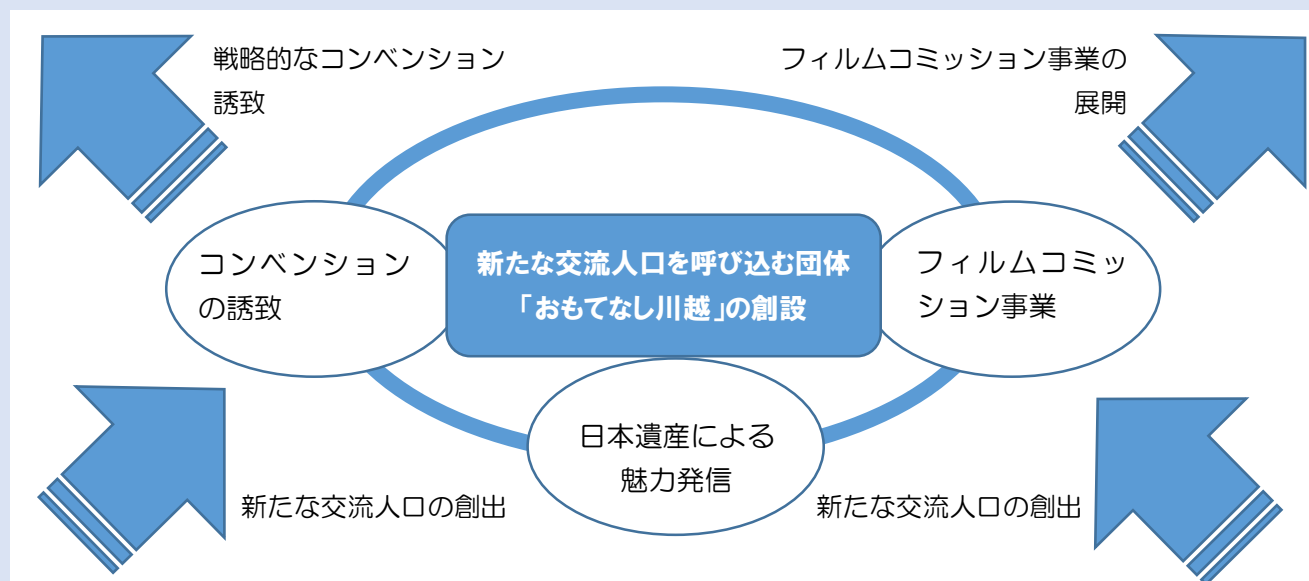 戦略的なコンベンション
誘致
フィルムコミッション事業の
展開
コンベンション
の誘致
新たな交流人口を呼び込む団体
「おもてなし川越」の創設
フィルムコミッ
ション事業
日本遺産による
魅力発信
新たな交流人口の創出
新たな交流人口の創出